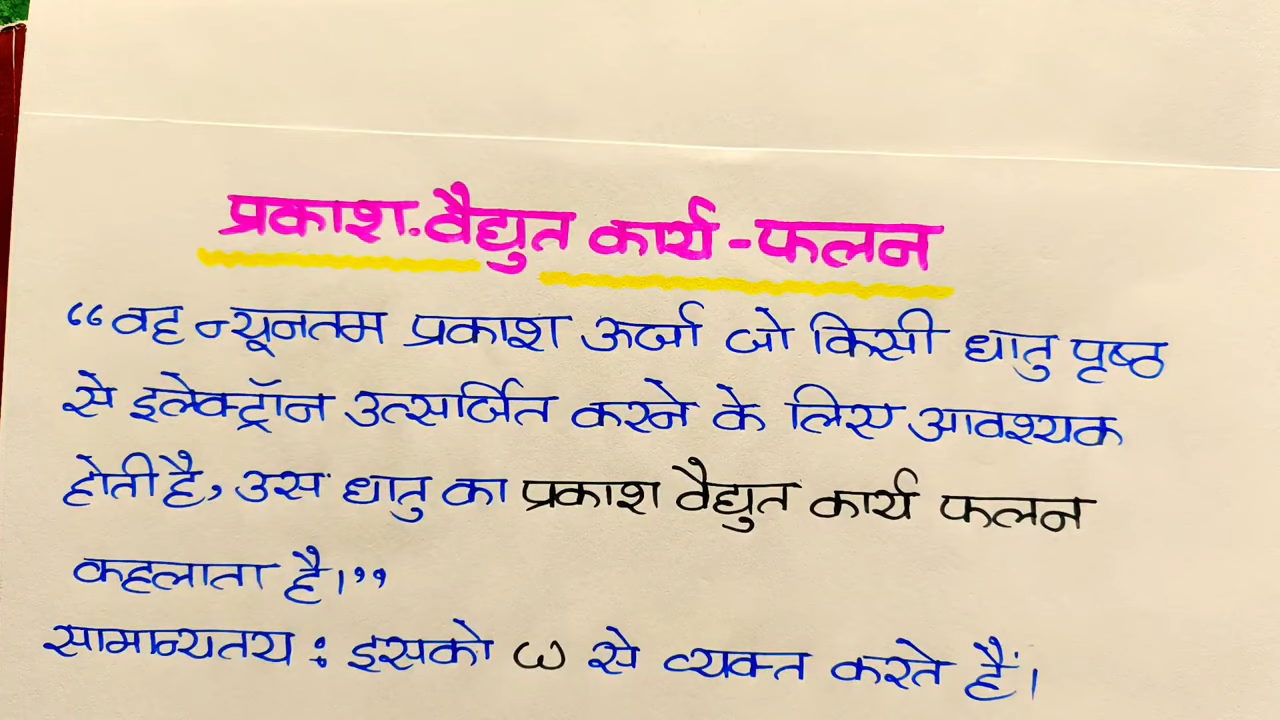 प्रकाश-वैद्युत कार्य-फलन
“वह न्यूनतम प्रकाश ऊर्जा जो किसी धातु पृष्ठ
से इलेक्ट्रॉन उत्सर्जित करने के लिए आवश्यक
होती है, उस धातु का प्रकाश वैद्युत कार्य फलन
कहलाता है।”
सामान्यतय : इसको ω से व्यक्त करते हैं।